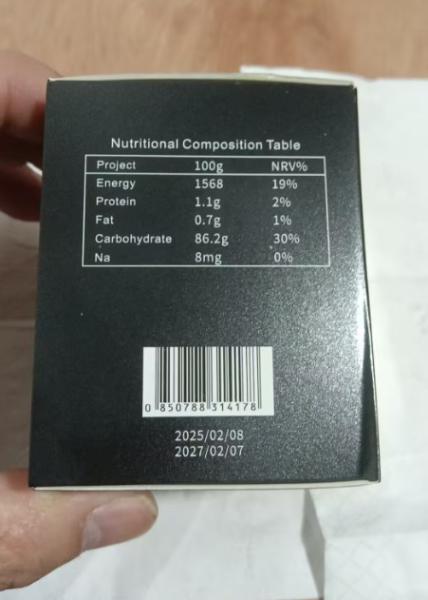 Nutritional Composition Table
Project 100g NRV%
Energy 1568 19%
Protein 1.1g 2%
Fat 0.7g 1%
Carbohydrate 86.2g 30%
Na 8mg 0%
0 850788 314178
2025/02/08
2027/02/07